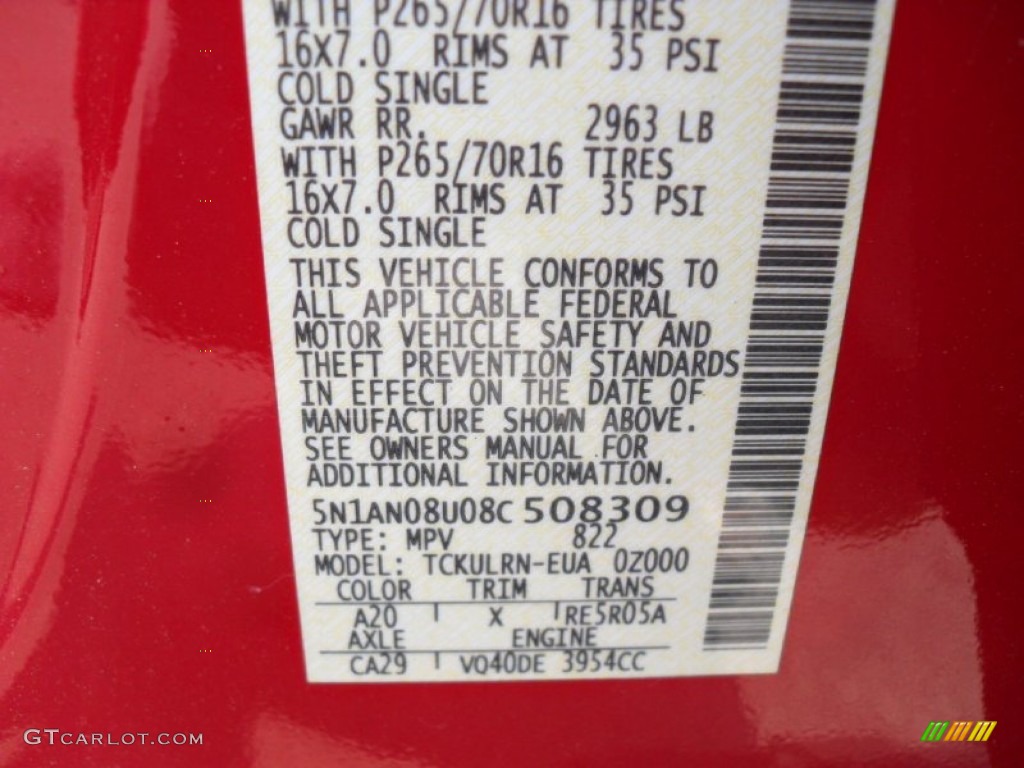 WITH P265/70R16 TIRES
16X7.0 RIMS AT 35 PSI
COLD SINGLE
GAWR RR. 2963 LB
WITH P265/70R16 TIRES
16X7.0 RIMS AT 35 PSI
COLD SINGLE
THIS VEHICLE CONFORMS TO
ALL APPLICABLE FEDERAL
MOTOR VEHICLE SAFETY AND
THEFT PREVENTION STANDARDS
IN EFFECT ON THE DATE OF
MANUFACTURE SHOWN ABOVE.
SEE OWNERS MANUAL FOR
ADDITIONAL INFORMATION.
5N1AN08U08C508309
TYPE: MPV 822
MODEL: TCKULRN-EUA 0Z000
COLOR TRIM TRANS
A20 X RE5R05A
AXLE ENGINE
CA29 VQ40DE 3954CC
GTCARLOT.COM